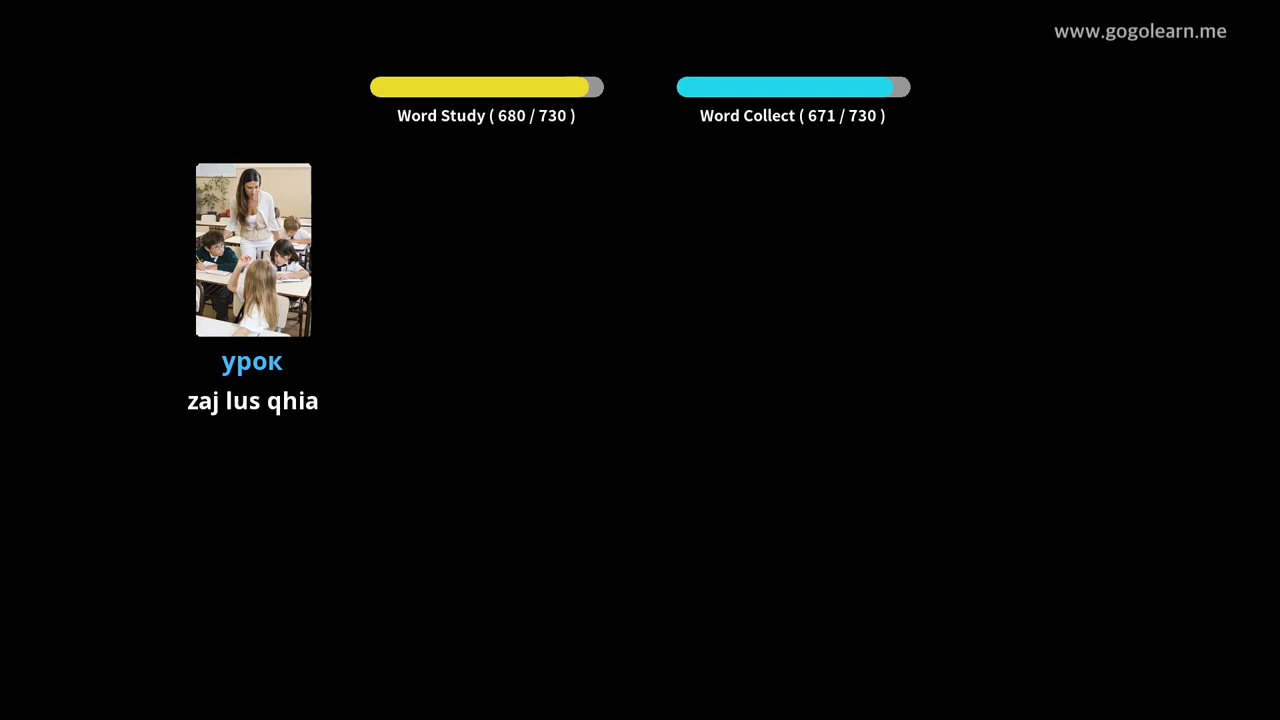 www.gogolearn.me
Word Study ( 680 / 730 )
Word Collect ( 671 / 730 )
урок
zaj lus qhia